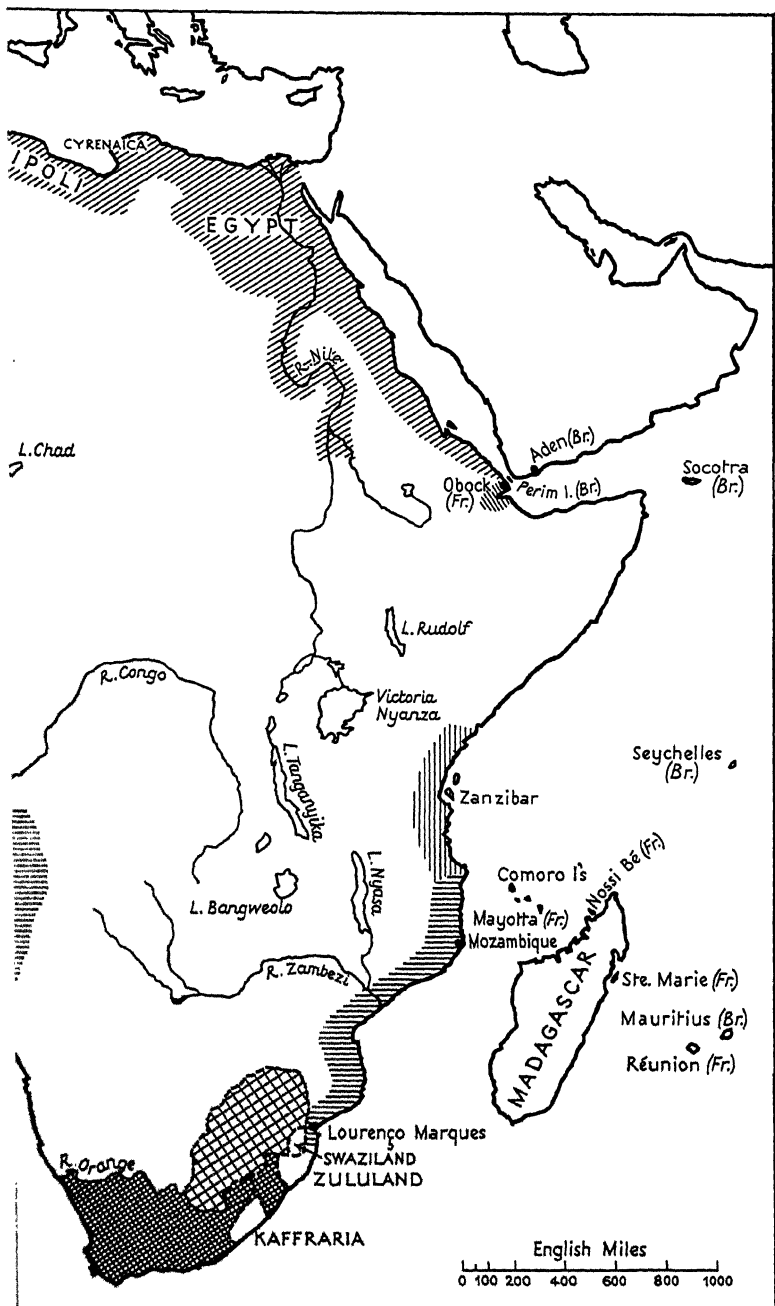 CYRENAICA
IPOLI
EGYPT
R. Nile
L. Chad
Aden (Br.)
Obock
(Fr.)
Perim I. (Br.)
Socotra
(Br.)
L. Rudolf
R. Congo
Victoria
Nyanza
L. Tanganyika
Seychelles
(Br.)
Zanzibar
L. Nyasa
Comoro Is
Nossi Bé (Fr.)
L. Bangweolo
Mayotta (Fr.)
Mozambique
R. Zambezi
MADAGASCAR
Ste. Marie (Fr.)
Mauritius (Br.)
Réunion (Fr.)
Lourenço Marques
SWAZILAND
ZULULAND
R. Orange
KAFFRARIA
English Miles
0 100 200 400 600 800 1000